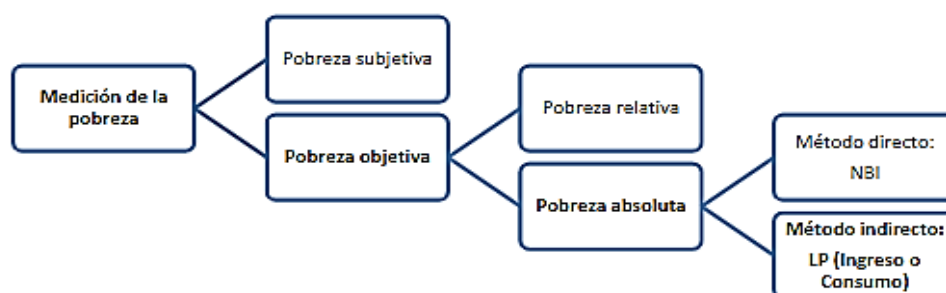 Medición de la
pobreza
Pobreza subjetiva
Pobreza objetiva
Pobreza relativa
Pobreza absoluta
Método directo:
NBI
Método indirecto:
LP (Ingreso o
Consumo)